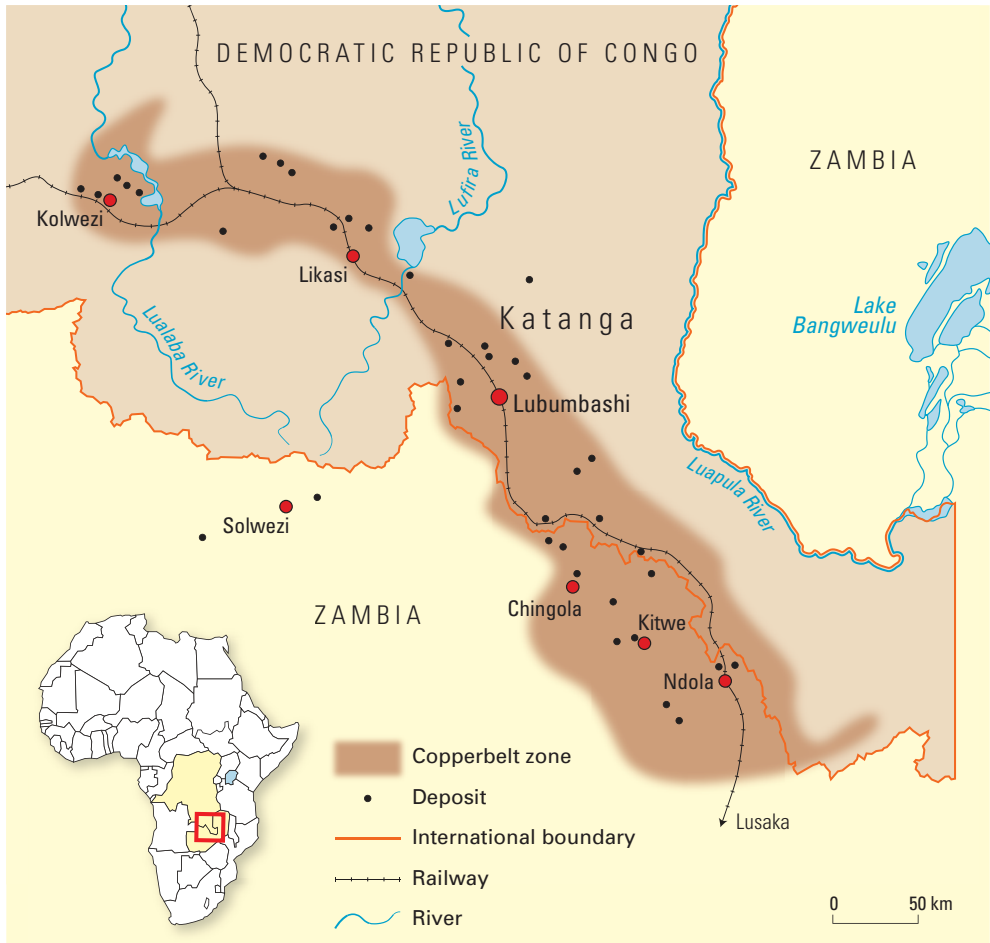 DEMOCRATIC REPUBLIC OF CONGO
ZAMBIA
Lufira River
Kolwezi
Likasi
Lualaba River
Katanga
Lake
Bangweulu
Lubumbashi
Luapula River
Solwezi
ZAMBIA
Chingola
Kitwe
Ndola
Copperbelt zone
Deposit
International boundary
Railway
River
Lusaka
0 50 km